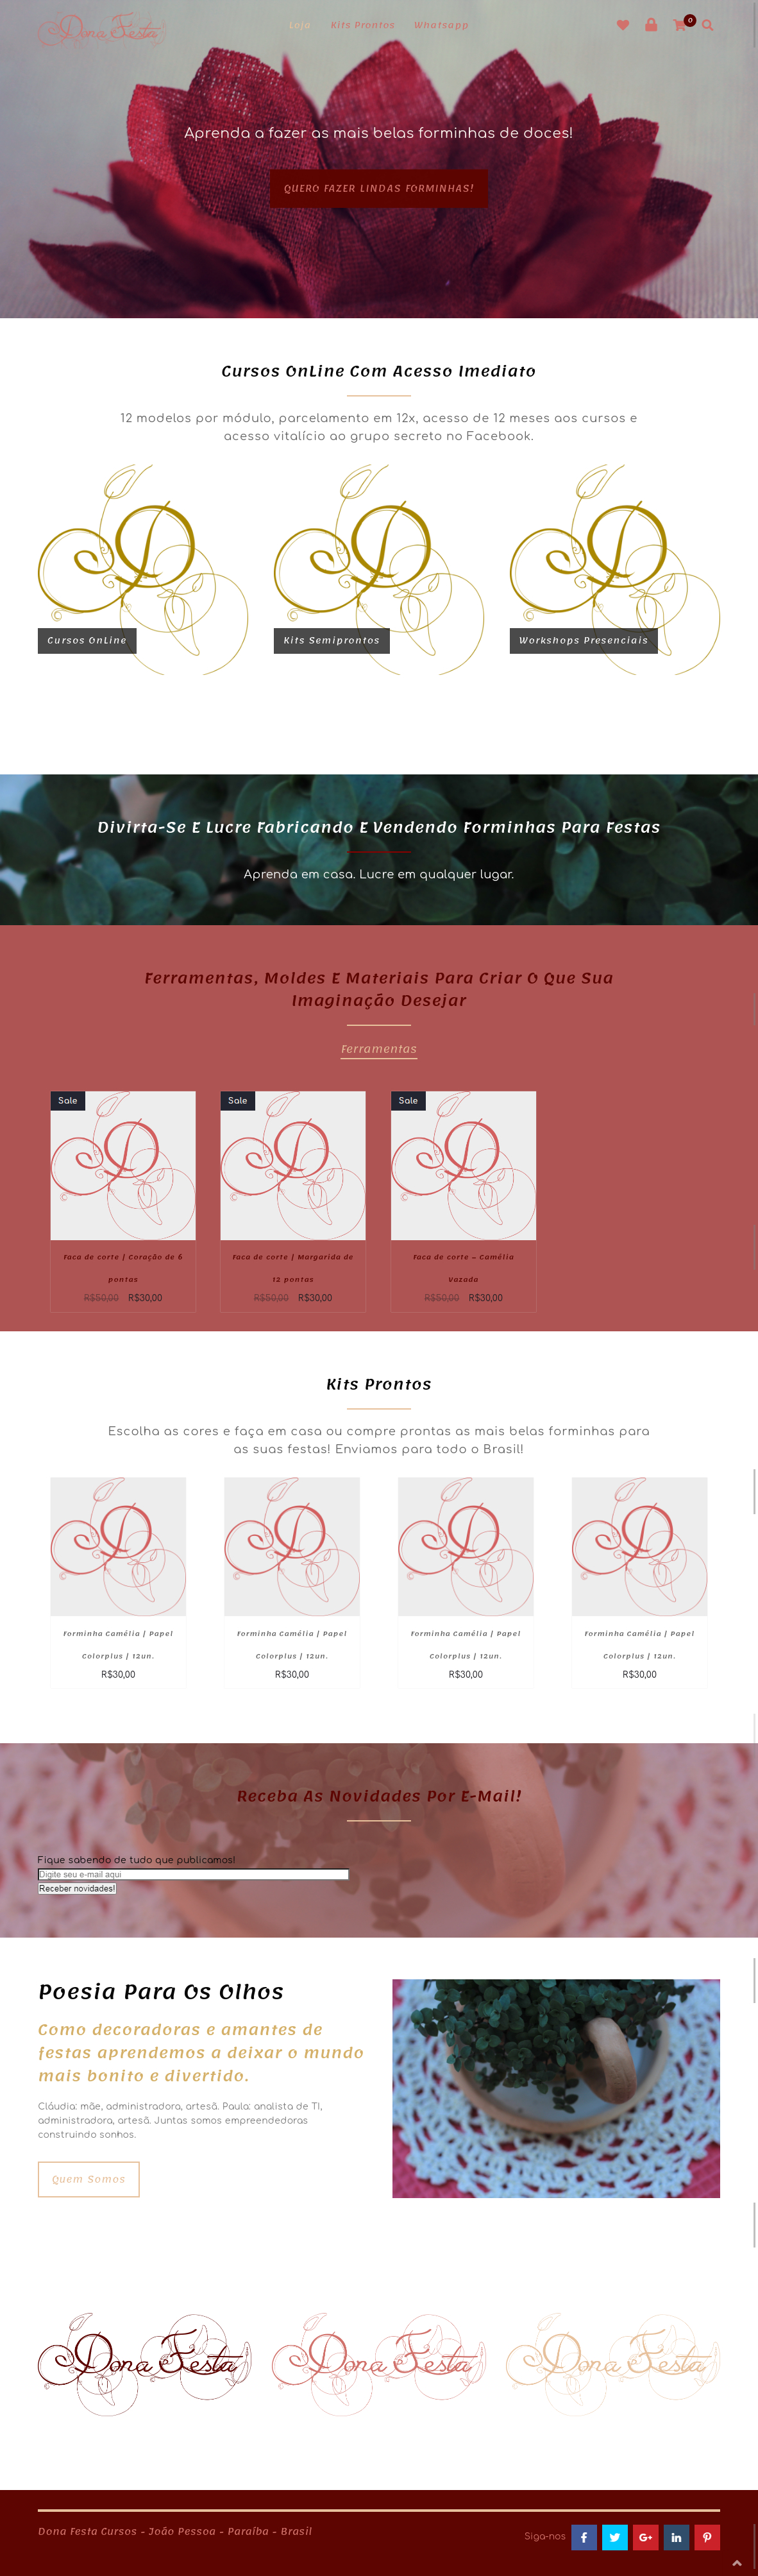 Dona Festa
Loja Kits Prontos Whatsapp
0
Aprenda a fazer as mais belas forminhas de doces!
QUERO FAZER LINDAS FORMINHAS!
Cursos OnLine Com Acesso Imediato
12 modelos por módulo, parcelamento em 12x, acesso de 12 meses aos cursos e
acesso vitalício ao grupo secreto no Facebook.
Cursos OnLine
Kits Semiprontos
Workshops Presenciais
Divirta-Se E Lucre Fabricando E Vendendo Forminhas Para Festas
Aprenda em casa. Lucre em qualquer lugar.
Ferramentas, Moldes E Materiais Para Criar O Que Sua
Imaginação Desejar
Ferramentas
Sale
Faca de corte | Coração de 6
pontas
R$50,00 R$30,00
Sale
Faca de corte | Margarida de
12 pontas
R$50,00 R$30,00
Sale
Faca de corte – Camélia
Vazada
R$50,00 R$30,00
Kits Prontos
Escolha as cores e faça em casa ou compre prontas as mais belas forminhas para
as suas festas! Enviamos para todo o Brasil!
Forminha Camélia | Papel
Colorplus | 12un.
R$30,00
Forminha Camélia | Papel
Colorplus | 12un.
R$30,00
Forminha Camélia | Papel
Colorplus | 12un.
R$30,00
Forminha Camélia | Papel
Colorplus | 12un.
R$30,00
Receba As Novidades Por E-Mail!
Fique sabendo de tudo que publicamos!
Digite seu e-mail aqui
Receber novidades!
Poesia Para Os Olhos
Como decoradoras e amantes de
festas aprendemos a deixar o mundo
mais bonito e divertido.
Cláudia: mãe, administradora, artesã. Paula: analista de TI,
administradora, artesã. Juntas somos empreendedoras
construindo sonhos.
Quem Somos
Dona Festa
Dona Festa
Dona Festa
Dona Festa Cursos - João Pessoa - Paraíba - Brasil
Siga-nos